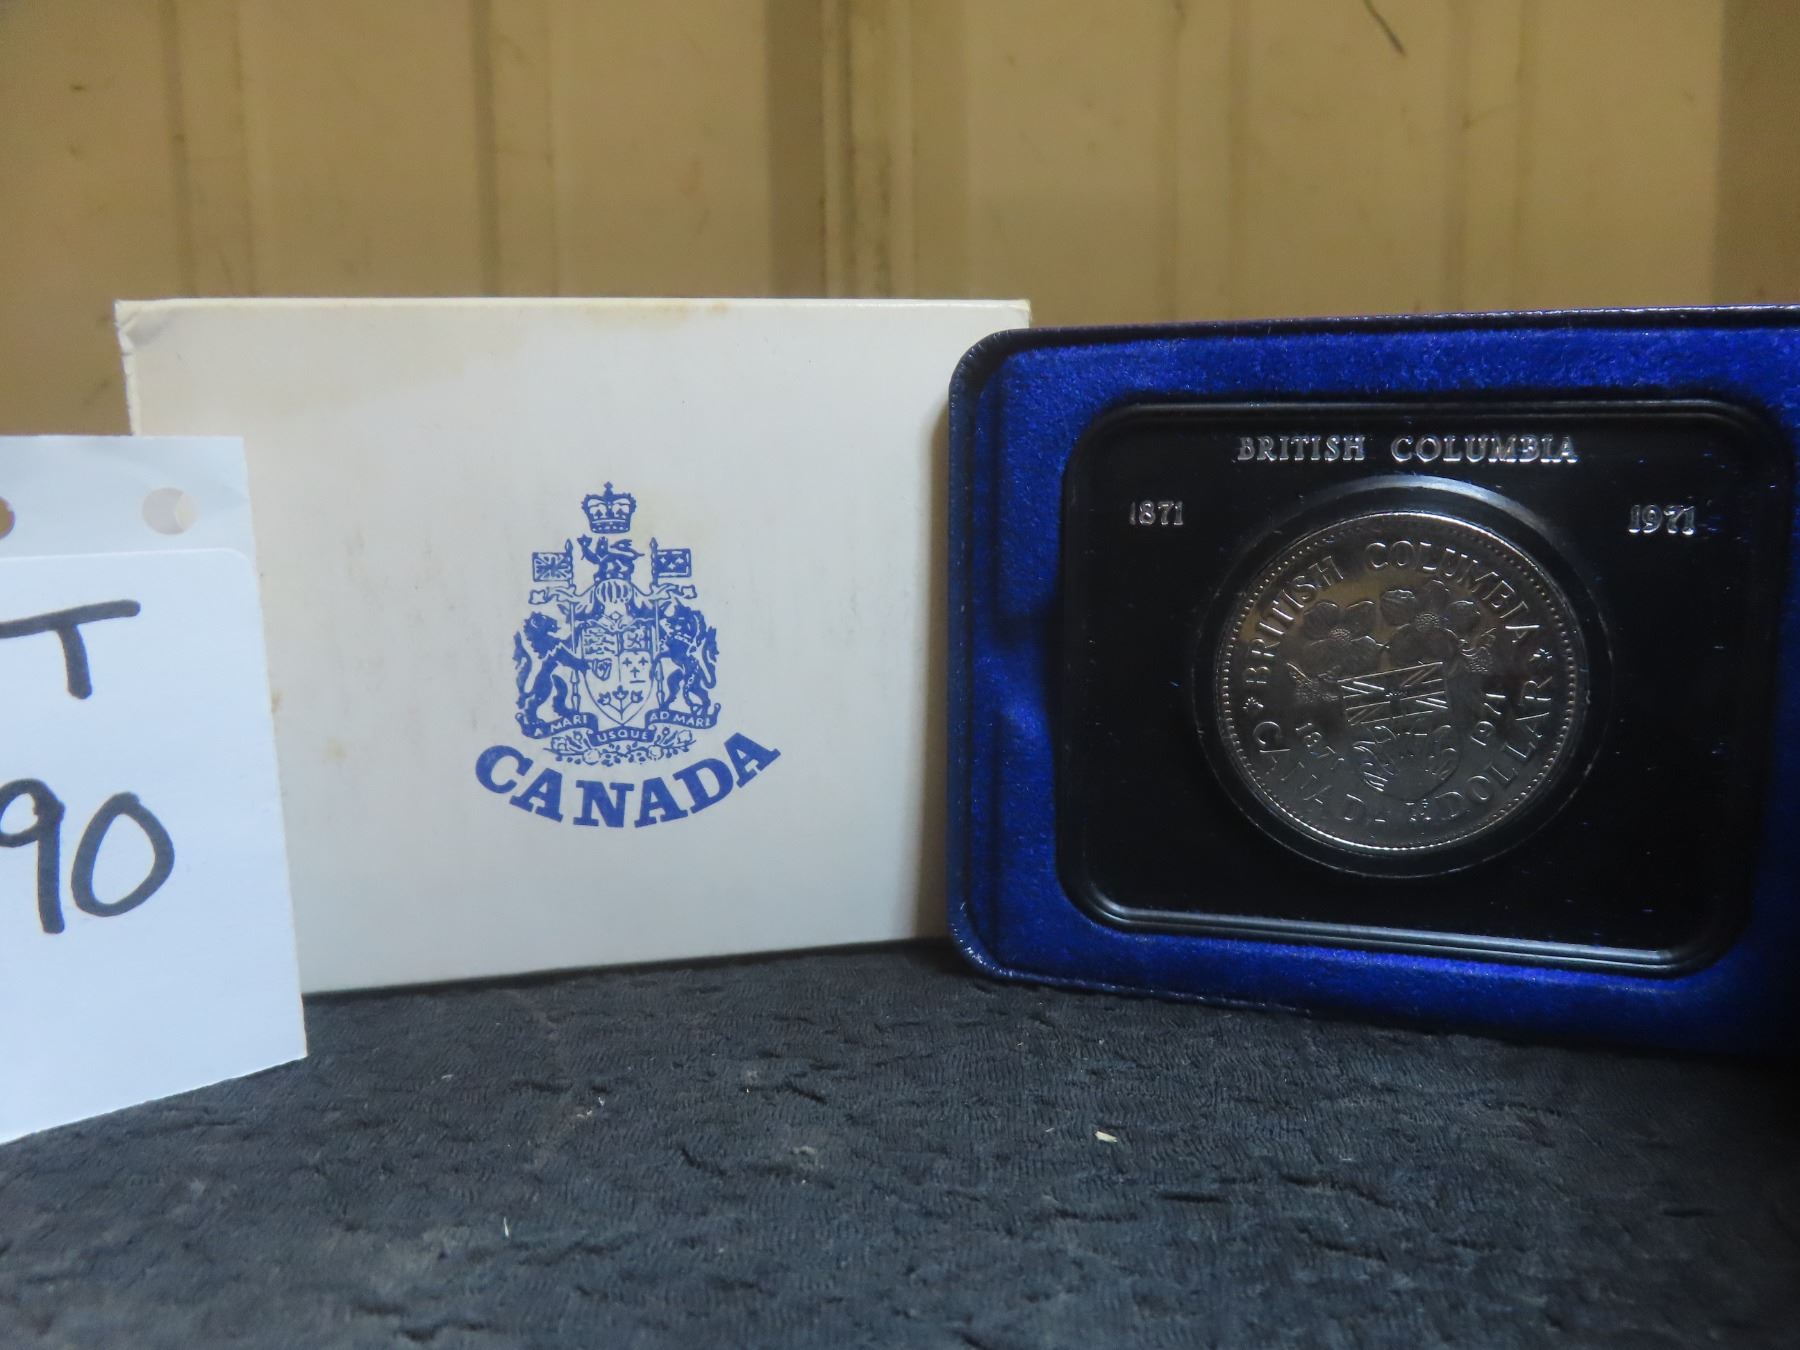 T
90
A MARI USQUE AD MARE
CANADA
BRITISH COLUMBIA
1871 1971
BRITISH COLUMBIA
1871 1971
CANADA DOLLAR